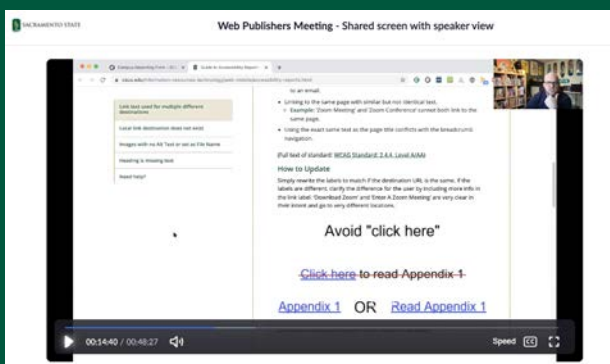 SACRAMENTO STATE
Web Publishers Meeting - Shared screen with speaker view
Campus Reporting Form
Guide to Accessibility Report
to an email.
Link text used for multiple different
destinations
Local link destination does not exist
Images with no Alt Text or set as File Name
Heading is missing text
Need help?
• Linking to the same page with similar but not identical text.
Example: 'Zoom Meeting' and 'Zoom Conference' cannot both link to the
same page.
• Using the exact same text as the page title conflicts with the breadcrumb
navigation.
(Full text of standard: WCAG Standard: 2.4.4, Level A/AA)
How to Update
Simply rewrite the labels to match if the destination URL is the same. If the
labels are different, clarify the difference for the user by including more info in
the link label: 'Download Zoom' and 'Enter A Zoom Meeting' are very clear in
their intent and go to very different locations.
Avoid "click here"
Click here to read Appendix 1
Appendix 1 OR Read Appendix 1
00:14:40 / 00:48:27
Speed CC